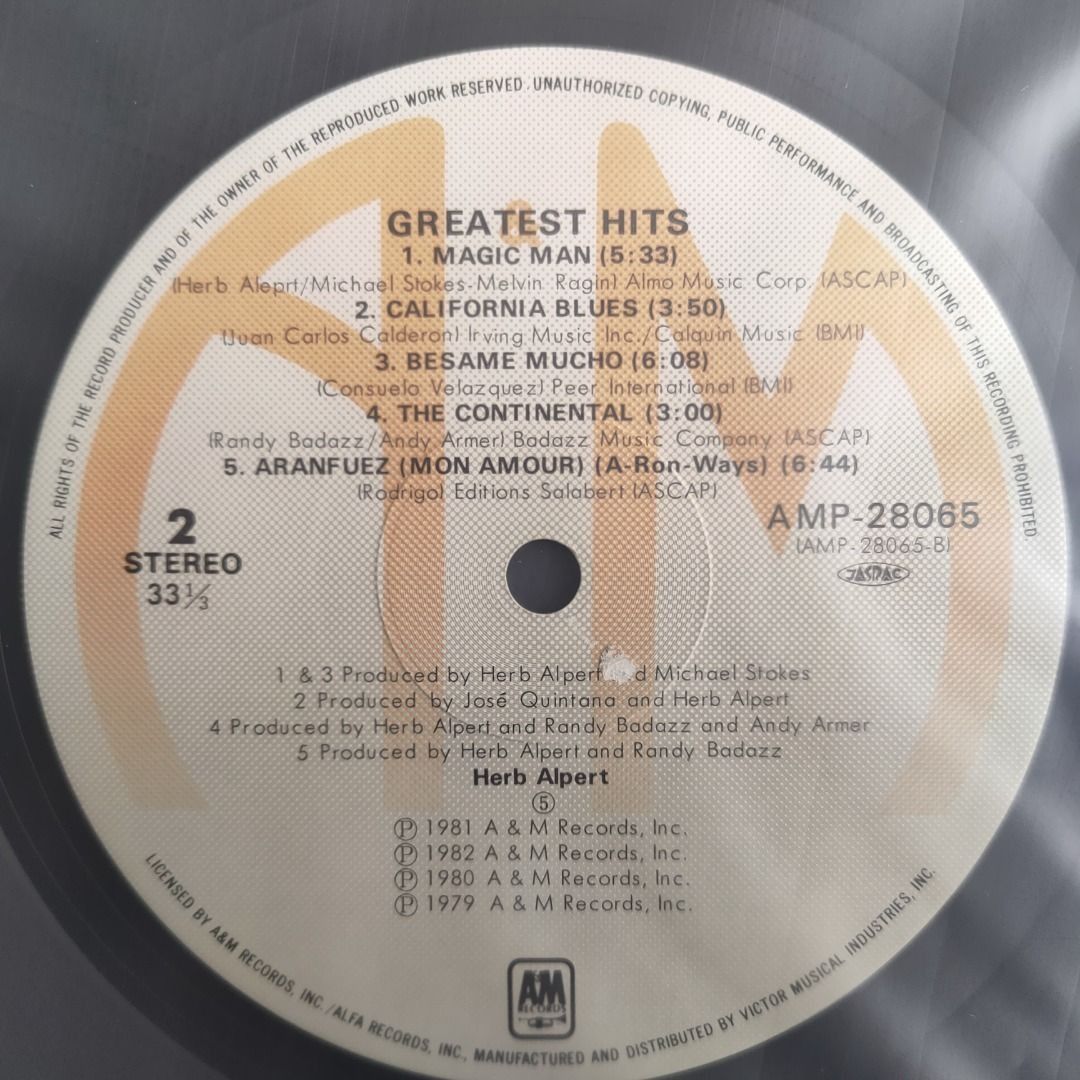 ALL RIGHTS OF THE RECORD PRODUCER AND OF THE OWNER OF THE REPRODUCED WORK RESERVED. UNAUTHORIZED COPYING, PUBLIC PERFORMANCE AND BROADCASTING OF THIS RECORDING PROHIBITED.
GREATEST HITS
1. MAGIC MAN (5:33)
(Herb Aleprt/Michael Stokes-Melvin Ragin) Almo Music Corp. (ASCAP)
2. CALIFORNIA BLUES (3:50)
(Juan Carlos Calderon) Irving Music Inc./Calquin Music (BMI)
3. BESAME MUCHO (6:08)
(Consuelo Velazquez) Peer International (BMI)
4. THE CONTINENTAL (3:00)
(Randy Badazz/Andy Armer) Badazz Music Company (ASCAP)
5. ARANFUEZ (MON AMOUR) (A-Ron-Ways) (6:44)
(Rodrigo) Editions Salabert (ASCAP)
2
STEREO
33⅓
AMP-28065
(AMP-28065-B)
JASRAC
1 & 3 Produced by Herb Alpert d Michael Stokes
2 Produced by José Quintana and Herb Alpert
4 Produced by Herb Alpert and Randy Badazz and Andy Armer
5 Produced by Herb Alpert and Randy Badazz
Herb Alpert
⑤
Ⓟ 1981 A & M Records, Inc.
Ⓟ 1982 A & M Records, Inc.
Ⓟ 1980 A & M Records, Inc.
Ⓟ 1979 A & M Records, Inc.
A&M
RECORDS
LICENSED BY A&M RECORDS, INC./ALFA RECORDS, INC., MANUFACTURED AND DISTRIBUTED BY VICTOR MUSICAL INDUSTRIES, INC.